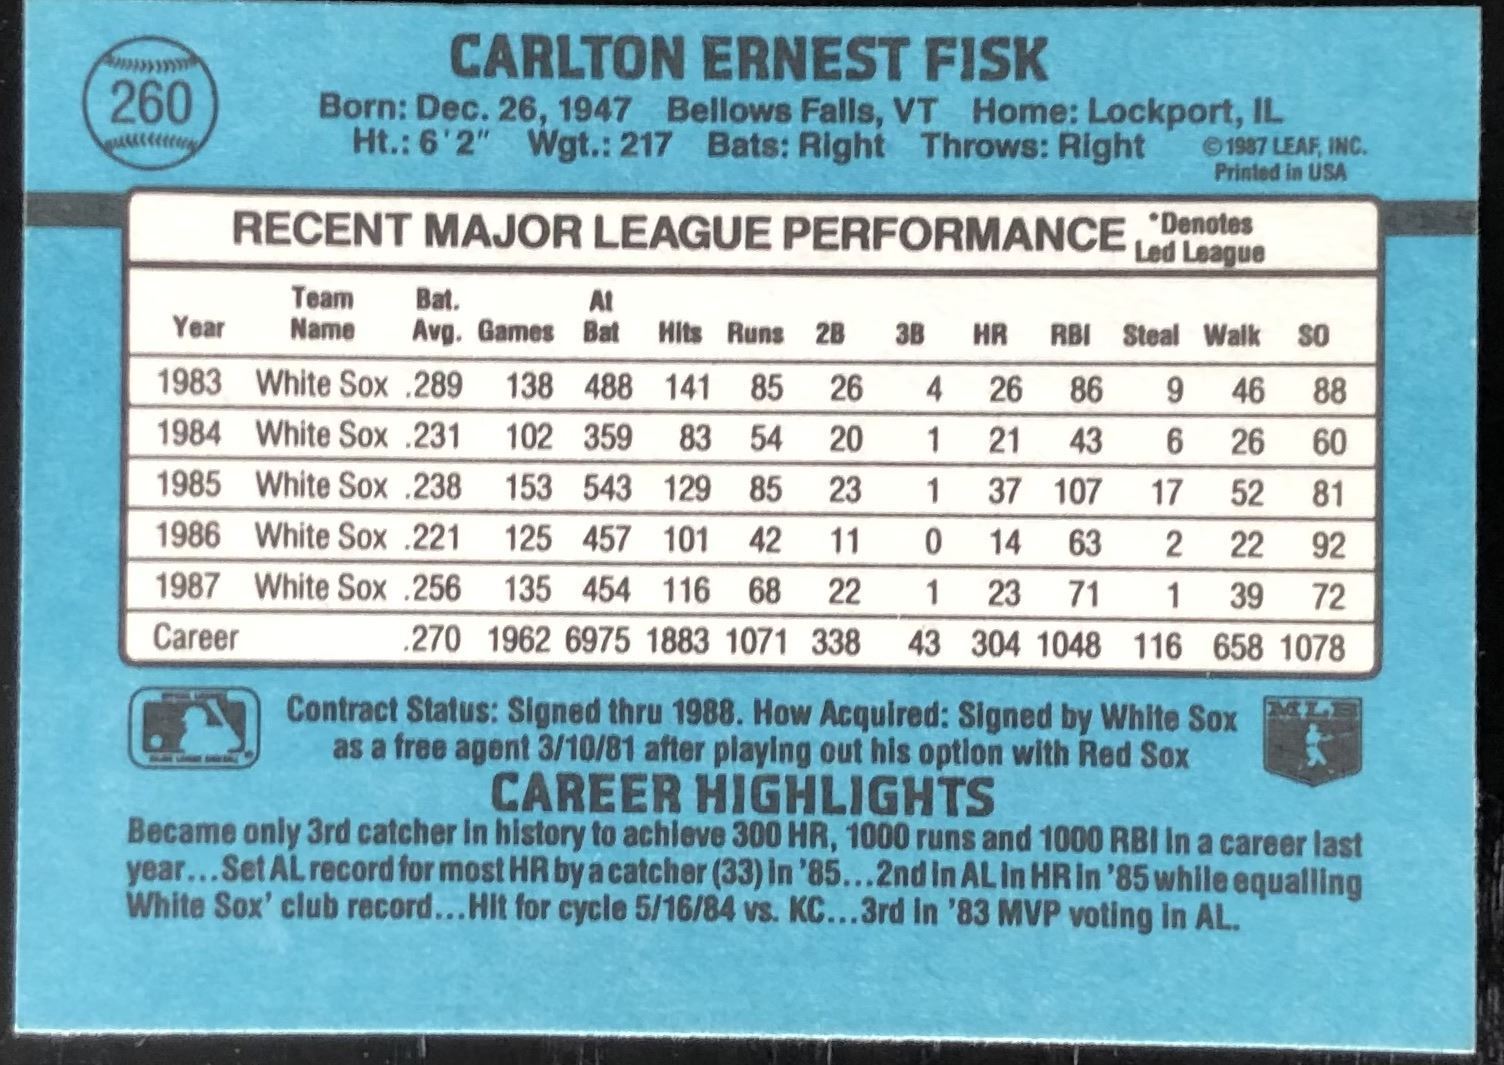 260
CARLTON ERNEST FISK
Born: Dec. 26, 1947 Bellows Falls, VT Home: Lockport, IL
Ht.: 6'2" Wgt.: 217 Bats: Right Throws: Right
©1987 LEAF, INC.
Printed in USA
RECENT MAJOR LEAGUE PERFORMANCE *Denotes Led League
Year Team Name Bat. Avg. Games At Bat Hits Runs 2B 3B HR RBI Steal Walk SO
1983 White Sox .289 138 488 141 85 26 4 26 86 9 46 88
1984 White Sox .231 102 359 83 54 20 1 21 43 6 26 60
1985 White Sox .238 153 543 129 85 23 1 37 107 17 52 81
1986 White Sox .221 125 457 101 42 11 0 14 63 2 22 92
1987 White Sox .256 135 454 116 68 22 1 23 71 1 39 72
Career .270 1962 6975 1883 1071 338 43 304 1048 116 658 1078
Contract Status: Signed thru 1988. How Acquired: Signed by White Sox
as a free agent 3/10/81 after playing out his option with Red Sox
MLB
CAREER HIGHLIGHTS
Became only 3rd catcher in history to achieve 300 HR, 1000 runs and 1000 RBI in a career last
year...Set AL record for most HR by a catcher (33) in '85...2nd in AL in HR in '85 while equalling
White Sox' club record...Hit for cycle 5/16/84 vs. KC...3rd in '83 MVP voting in AL.